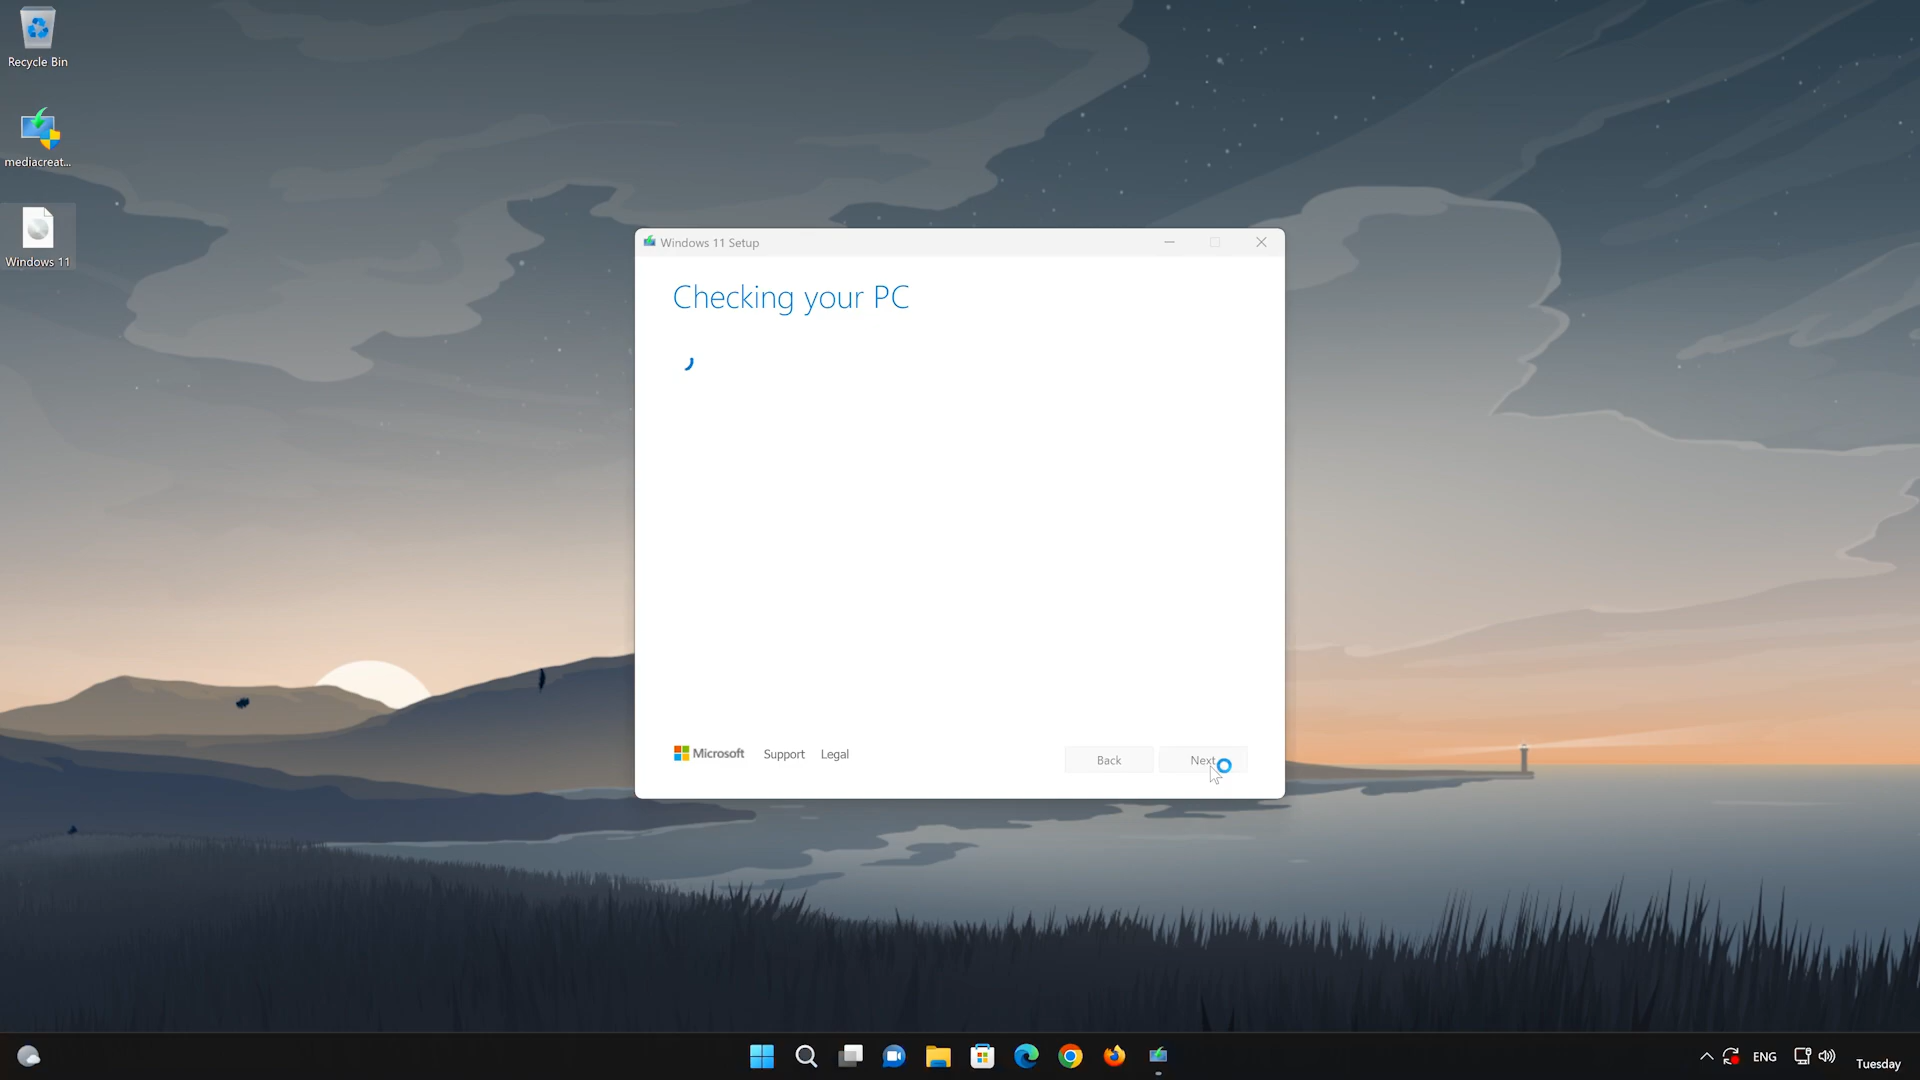 Recycle Bin
mediacreat...
Windows 11
Windows 11 Setup
Checking your PC
Microsoft
Support
Legal
Back
Next
ENG
Tuesday